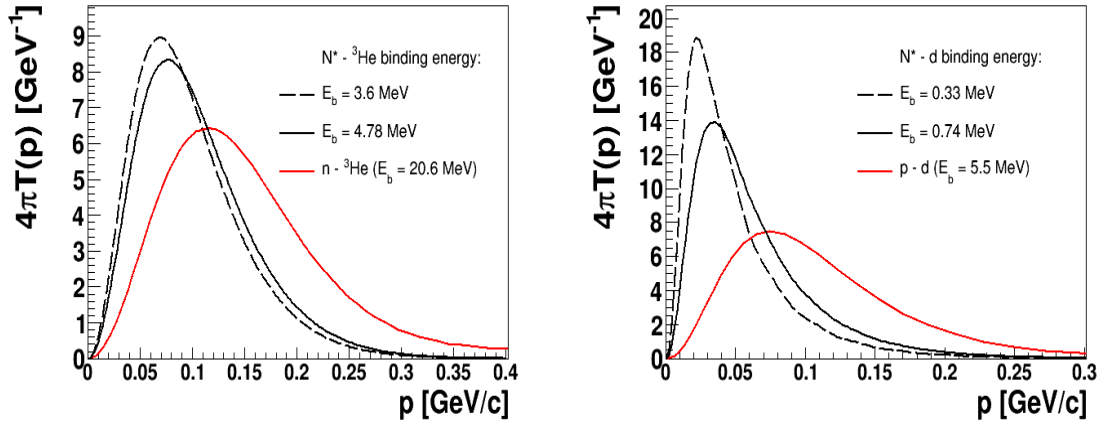 4πT(p) [GeV⁻¹]
9
8
7
6
5
4
3
2
1
0
N* - ³He binding energy:
E_b = 3.6 MeV
E_b = 4.78 MeV
n - ³He (E_b = 20.6 MeV)
0 0.05 0.1 0.15 0.2 0.25 0.3 0.35 0.4
p [GeV/c]
4πT(p) [GeV⁻¹]
20
18
16
14
12
10
8
6
4
2
0
N* - d binding energy:
E_b = 0.33 MeV
E_b = 0.74 MeV
p - d (E_b = 5.5 MeV)
0 0.05 0.1 0.15 0.2 0.25 0.3
p [GeV/c]